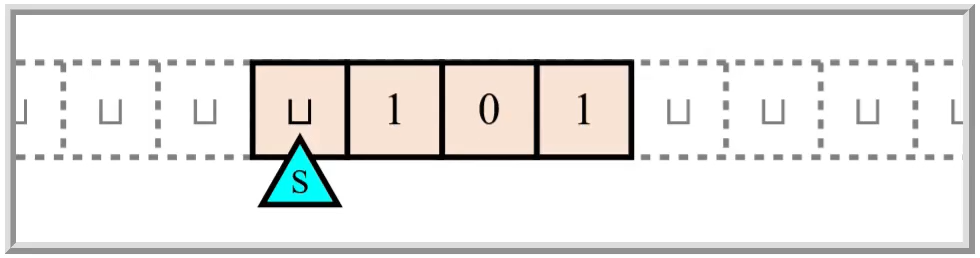 ⊔ ⊔ ⊔ ⊔ 1 0 1 ⊔ ⊔ ⊔ ⊔
S